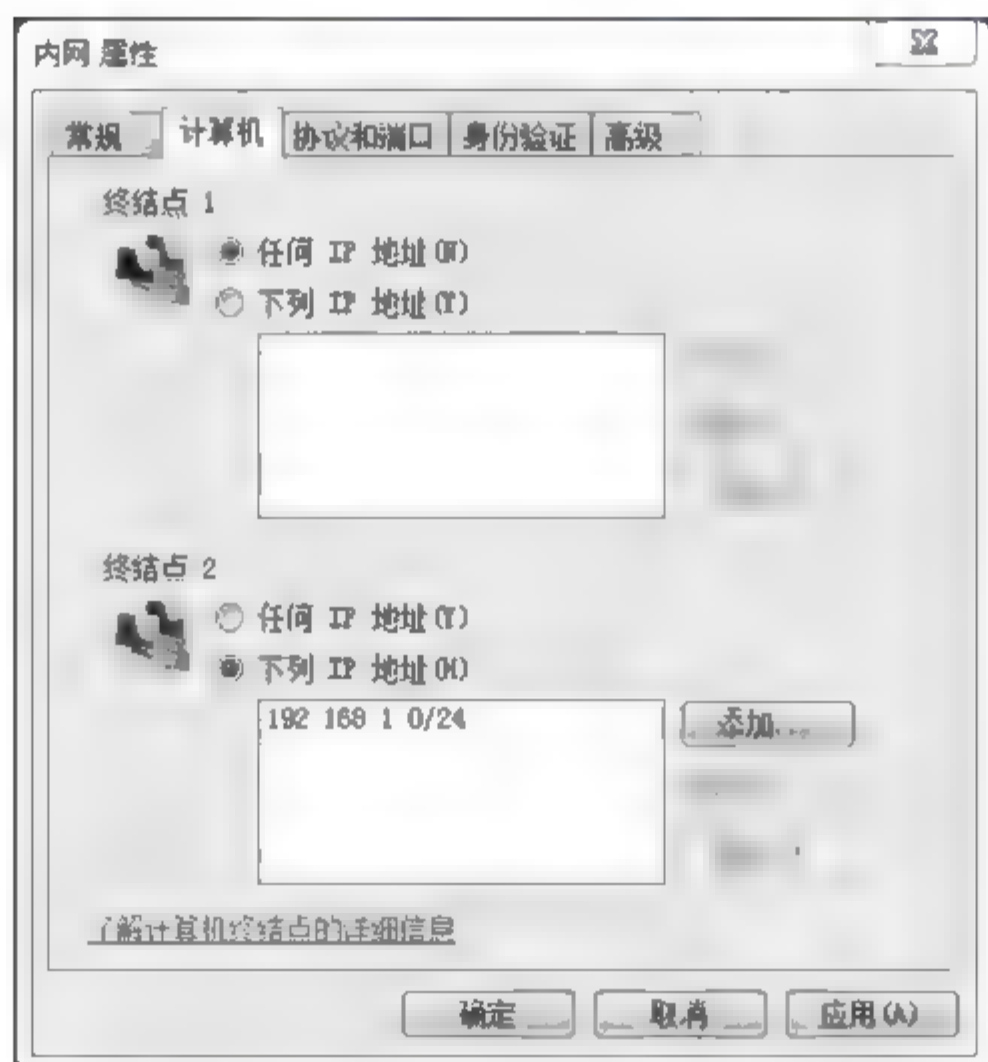 内网 属性
常规 计算机 协议和端口 身份验证 高级
终结点 1
任何 IP 地址(N)
下列 IP 地址(T)
终结点 2
任何 IP 地址(Y)
下列 IP 地址(H)
192 168 1 0/24
添加...
了解计算机终结点的详细信息
确定 取消 应用(A)